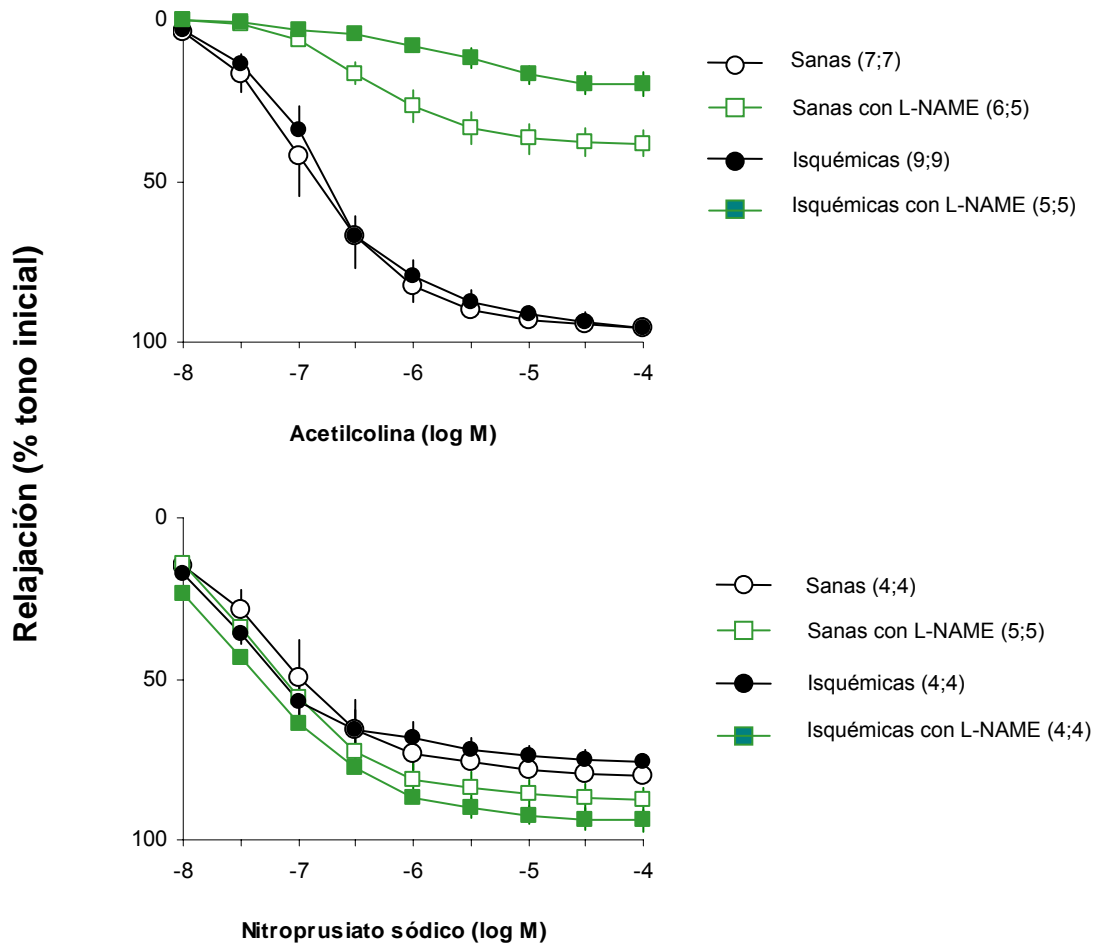 Relajación (% tono inicial)
0
50
100
-8 -7 -6 -5 -4
Acetilcolina (log M)
Sanas (7;7)
Sanas con L-NAME (6;5)
Isquémicas (9;9)
Isquémicas con L-NAME (5;5)
0
50
100
-8 -7 -6 -5 -4
Nitroprusiato sódico (log M)
Sanas (4;4)
Sanas con L-NAME (5;5)
Isquémicas (4;4)
Isquémicas con L-NAME (4;4)